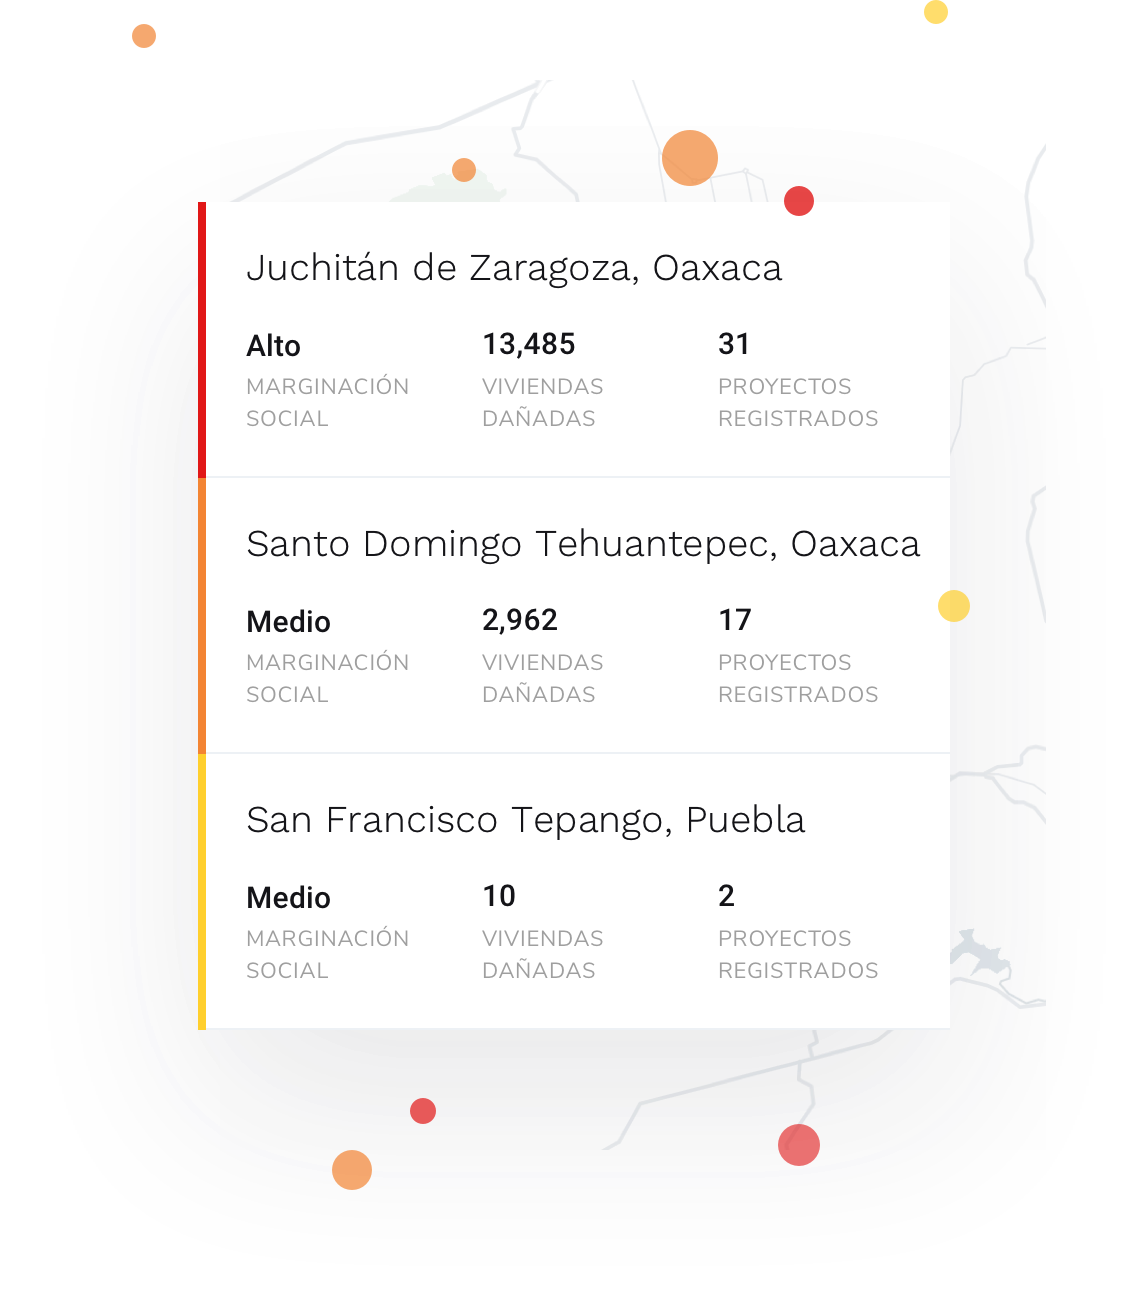 Juchitán de Zaragoza, Oaxaca
Alto 13,485 31
MARGINACIÓN VIVIENDAS PROYECTOS
SOCIAL DAÑADAS REGISTRADOS
Santo Domingo Tehuantepec, Oaxaca
Medio 2,962 17
MARGINACIÓN VIVIENDAS PROYECTOS
SOCIAL DAÑADAS REGISTRADOS
San Francisco Tepango, Puebla
Medio 10 2
MARGINACIÓN VIVIENDAS PROYECTOS
SOCIAL DAÑADAS REGISTRADOS